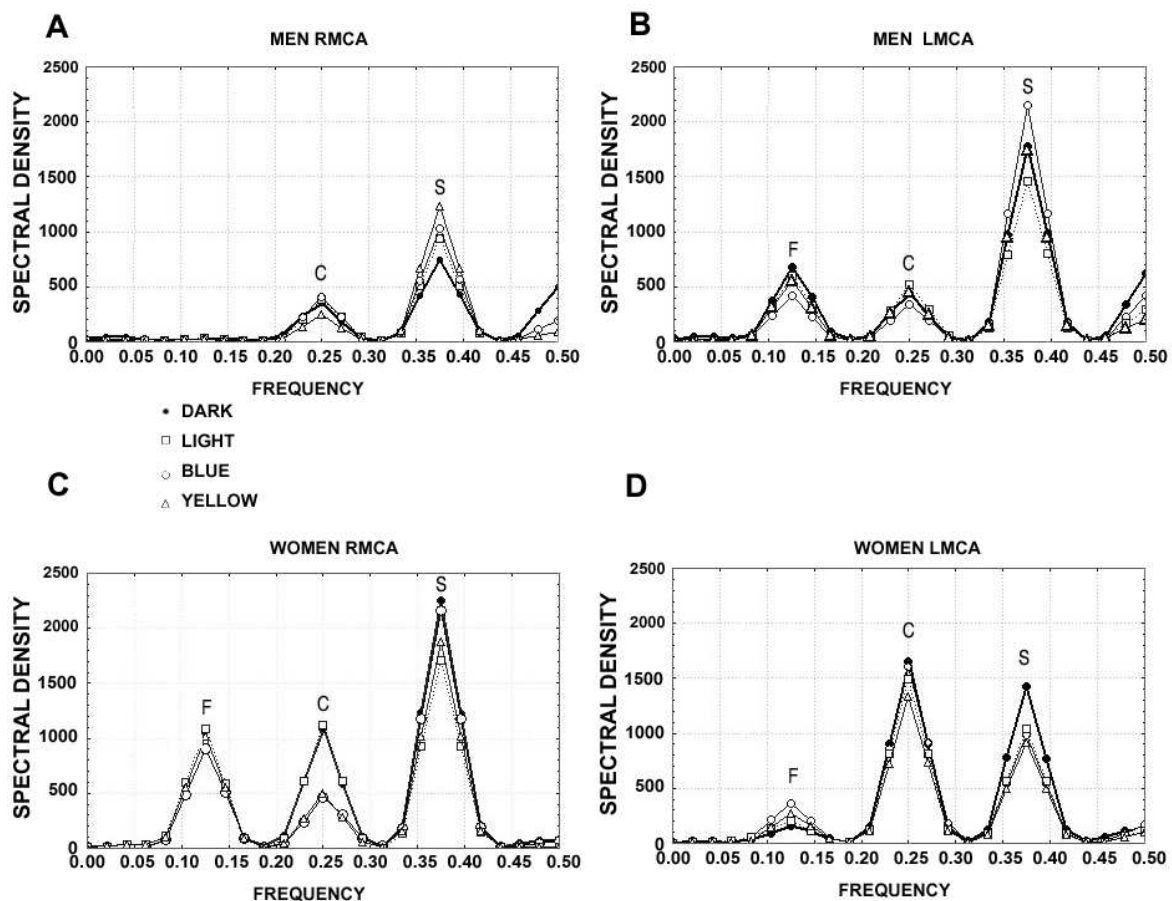 A
MEN RMCA
2500
2000
1500
1000
500
0
SPECTRAL DENSITY
C
S
0.00 0.05 0.10 0.15 0.20 0.25 0.30 0.35 0.40 0.45 0.50
FREQUENCY
B
MEN LMCA
2500
2000
1500
1000
500
0
SPECTRAL DENSITY
F
C
S
0.00 0.05 0.10 0.15 0.20 0.25 0.30 0.35 0.40 0.45 0.50
FREQUENCY
DARK
LIGHT
BLUE
YELLOW
C
WOMEN RMCA
2500
2000
1500
1000
500
0
SPECTRAL DENSITY
F
C
S
0.00 0.05 0.10 0.15 0.20 0.25 0.30 0.35 0.40 0.45 0.50
FREQUENCY
D
WOMEN LMCA
2500
2000
1500
1000
500
0
SPECTRAL DENSITY
F
C
S
0.00 0.05 0.10 0.15 0.20 0.25 0.30 0.35 0.40 0.45 0.50
FREQUENCY